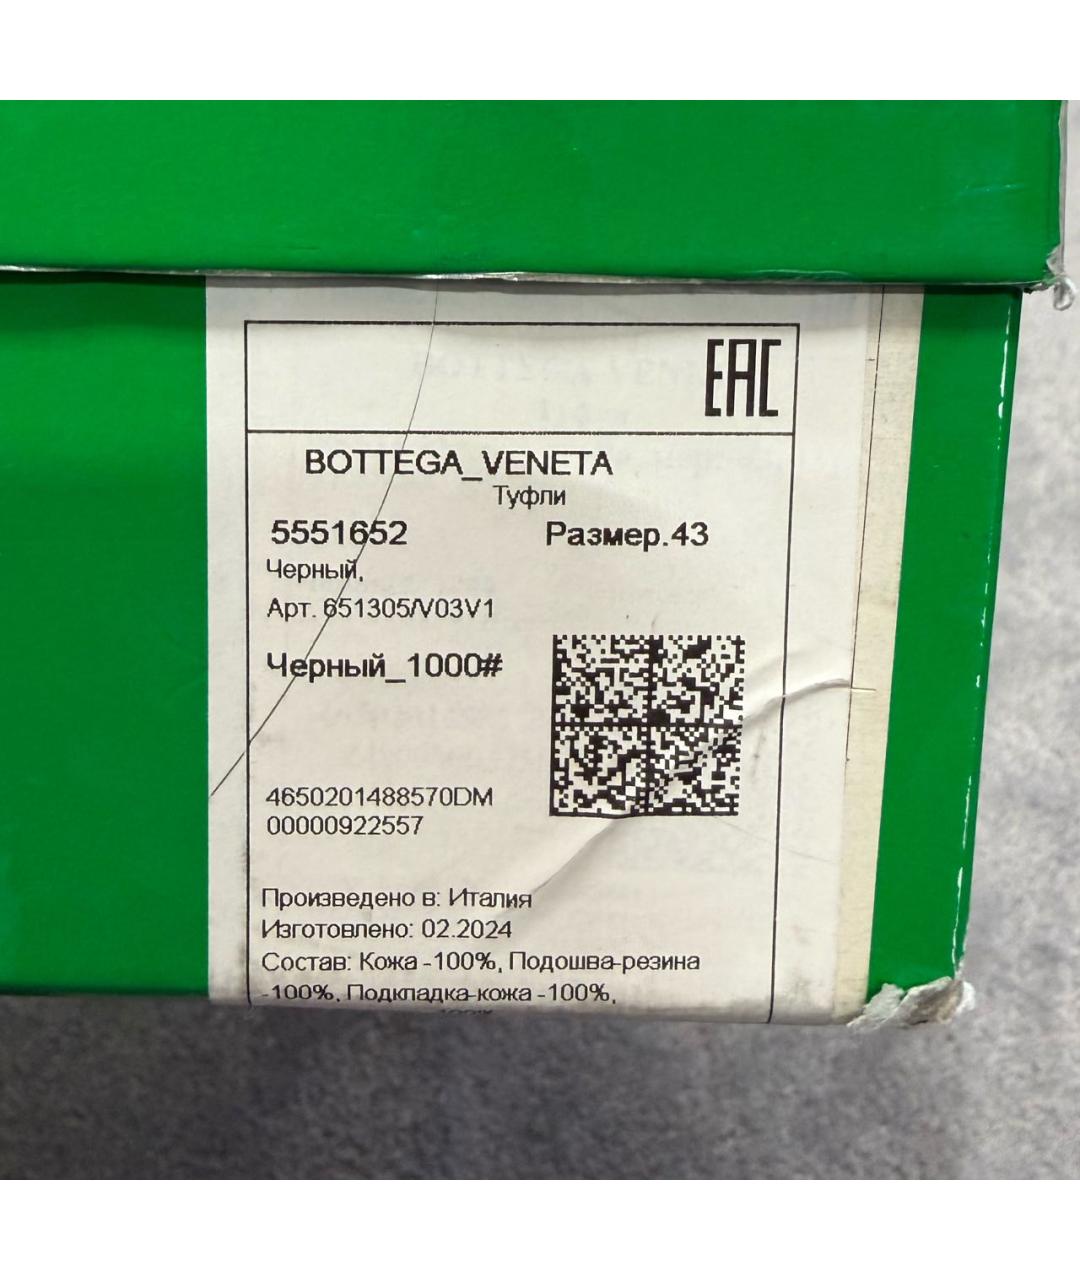 EAC
BOTTEGA_VENETA
Туфли
5551652 Размер.43
Черный,
Арт. 651305/V03V1
Черный_1000#
4650201488570DM
00000922557
Произведено в: Италия
Изготовлено: 02.2024
Состав: Кожа -100%, Подошва-резина
-100%, Подкладка-кожа -100%,